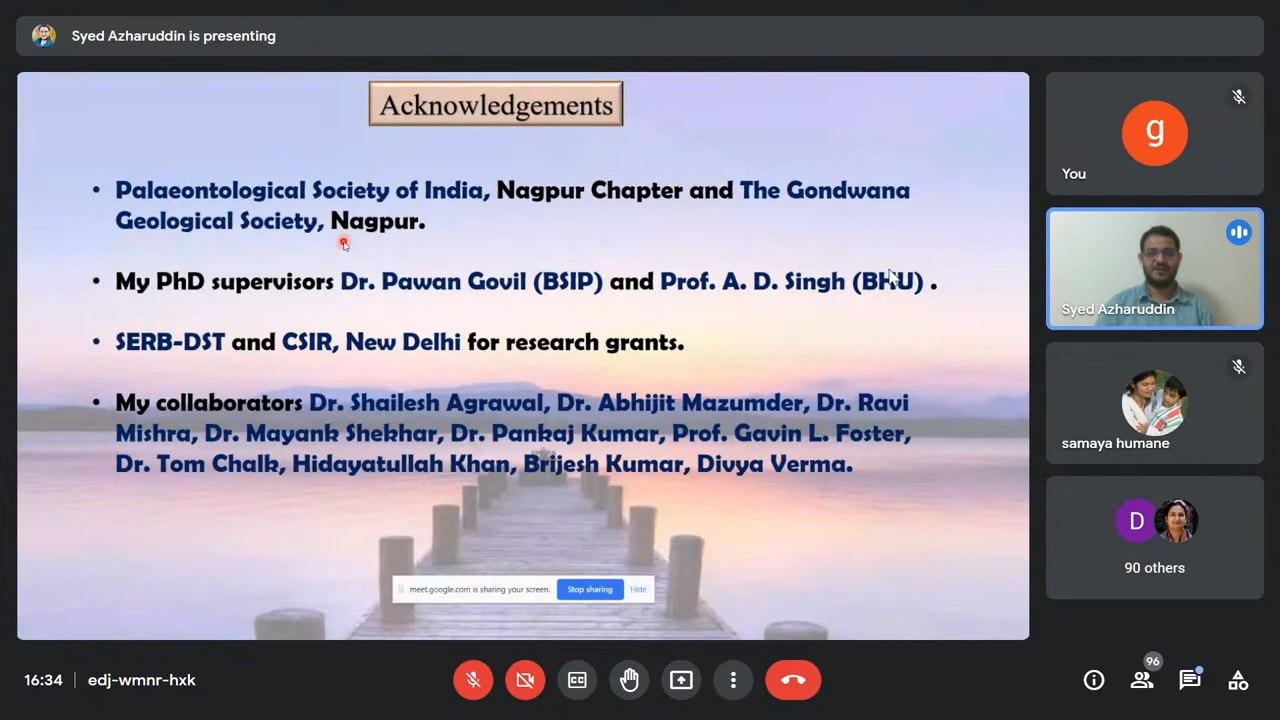 Syed Azharuddin is presenting
Acknowledgements
• Palaeontological Society of India, Nagpur Chapter and The Gondwana
Geological Society, Nagpur.
• My PhD supervisors Dr. Pawan Govil (BSIP) and Prof. A. D. Singh (BHU) .
• SERB-DST and CSIR, New Delhi for research grants.
• My collaborators Dr. Shailesh Agrawal, Dr. Abhijit Mazumder, Dr. Ravi
Mishra, Dr. Mayank Shekhar, Dr. Pankaj Kumar, Prof. Gavin L. Foster,
Dr. Tom Chalk, Hidayatullah Khan, Brijesh Kumar, Divya Verma.
meet.google.com is sharing your screen. Stop sharing Hide
g
You
Syed Azharuddin
samaya humane
D
90 others
16:34 edj-wmnr-hxk
CC
96